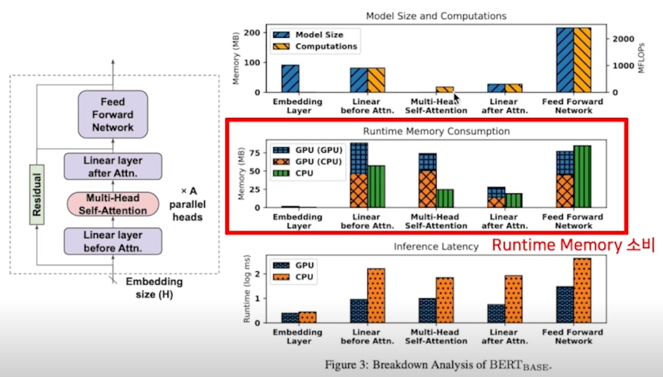 Feed
Forward
Network
Linear layer
after Attn.
Multi-Head
Self-Attention
Linear layer
before Attn.
Residual
× A
parallel
heads
Embedding
size (H)
Model Size and Computations
Model Size
Computations
Memory (MB)
200
100
0
MFLOPs
2000
1000
0
Embedding
Layer
Linear
before Attn.
Multi-Head
Self-Attention
Linear
after Attn.
Feed Forward
Network
Runtime Memory Consumption
GPU (GPU)
GPU (CPU)
CPU
Memory (MB)
75
50
25
0
Embedding
Layer
Linear
before Attn.
Multi-Head
Self-Attention
Linear
after Attn.
Feed Forward
Network
Inference Latency
Runtime Memory 소비
GPU
CPU
Runtime (log ms)
2
1
0
Embedding
Layer
Linear
before Attn.
Multi-Head
Self-Attention
Linear
after Attn.
Feed Forward
Network
Figure 3: Breakdown Analysis of BERTBASE.